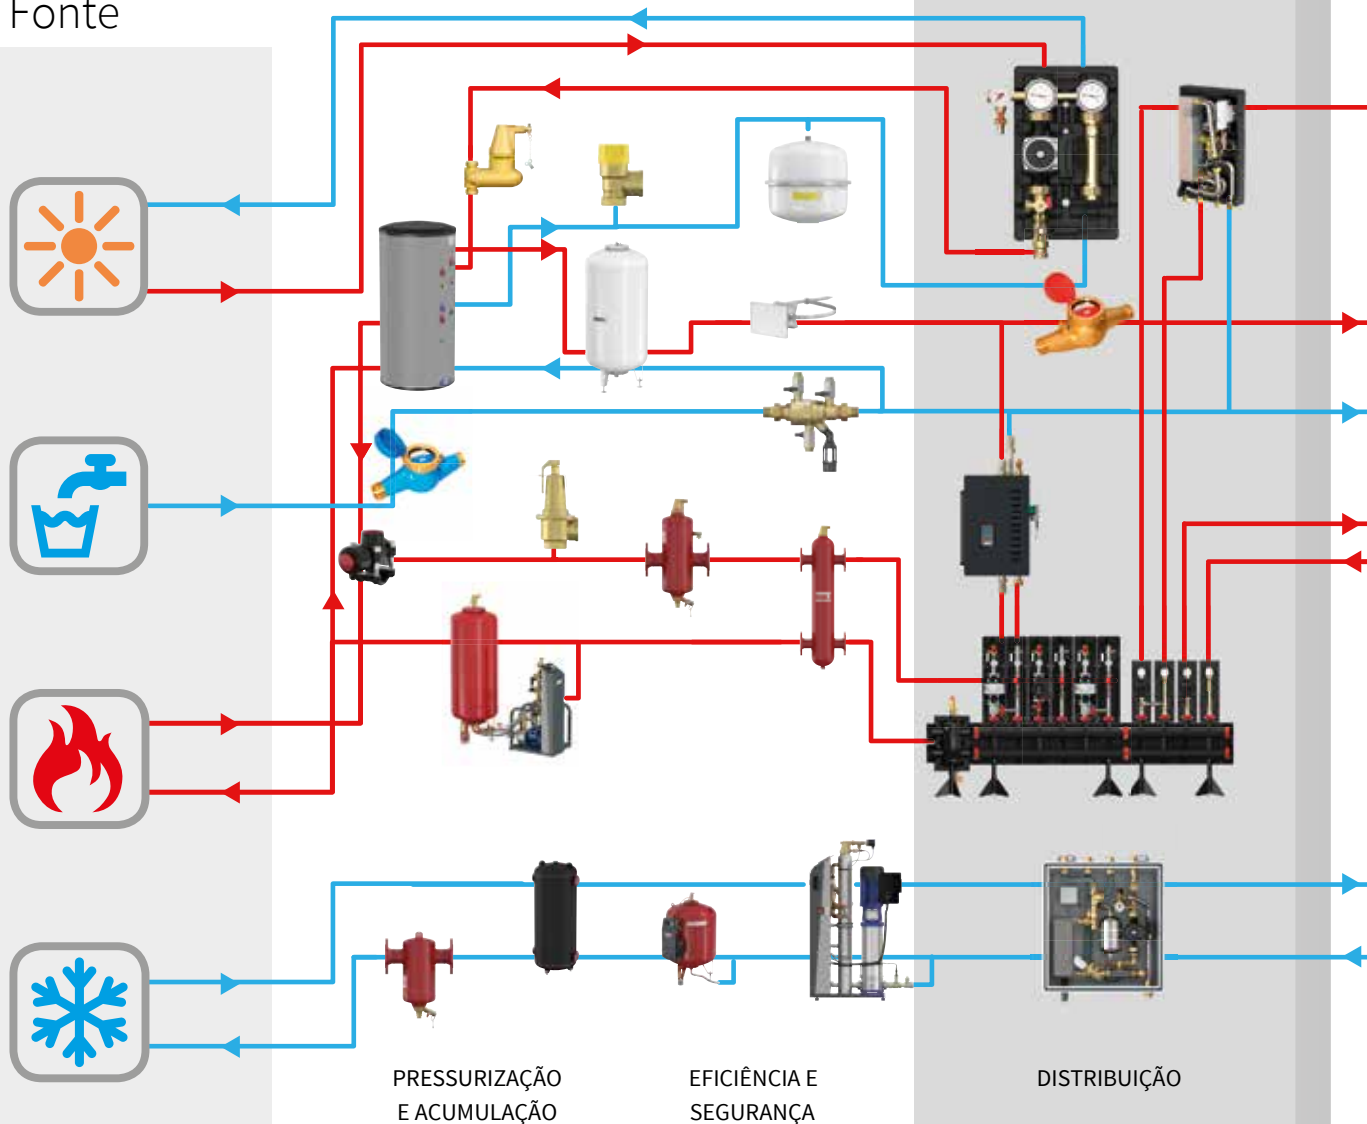 Fonte
PRESSURIZAÇÃO
E ACUMULAÇÃO
EFICIÊNCIA E
SEGURANÇA
DISTRIBUIÇÃO